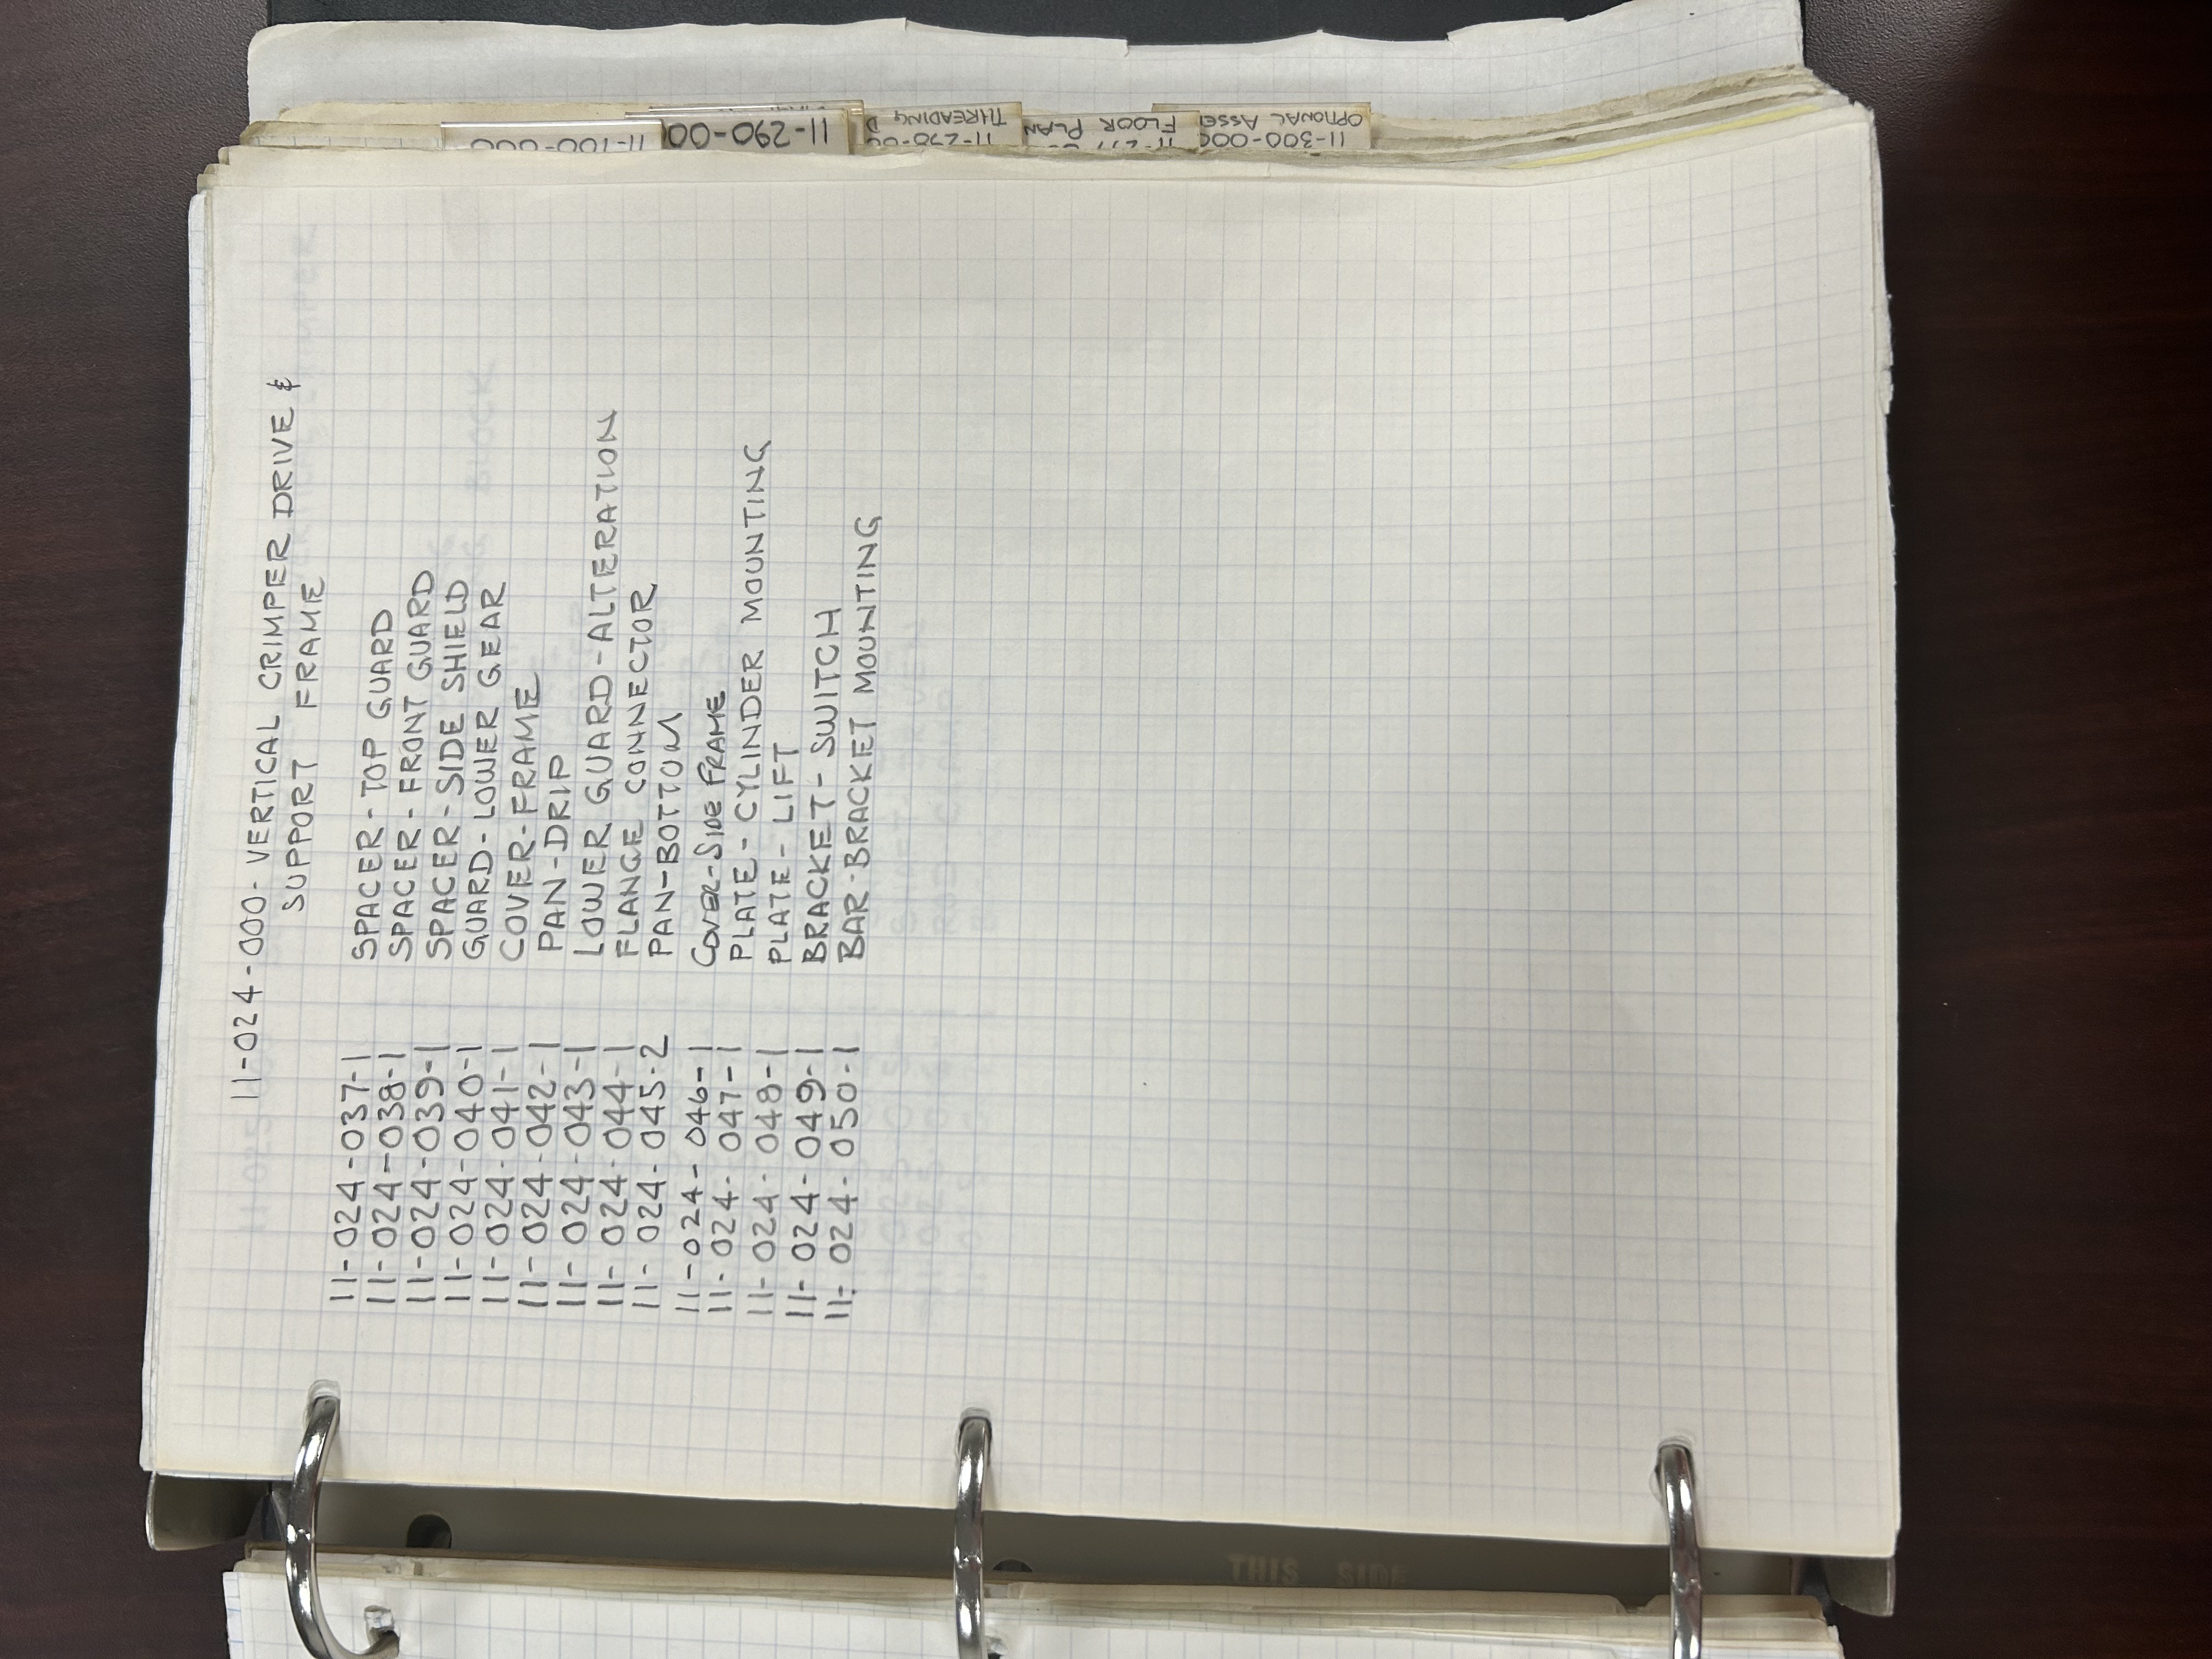 11-024-000- VERTICAL CRIMPER DRIVE &
SUPPORT FRAME
11-024-037-1 SPACER-TOP GUARD
11-024-038-1 SPACER-FRONT GUARD
11-024-039-1 SPACER-SIDE SHIELD
11-024-040-1 GUARD-LOWER GEAR
11-024-041-1 COVER-FRAME
11-024-042-1 PAN-DRIP
11-024-043-1 LOWER GUARD-ALTERATION
11-024-044-1 FLANGE CONNECTOR
11-024-045-2 PAN-BOTTOM
11-024-046-1 COVER-SIDE FRAME
11-024-047-1 PLATE-CYLINDER MOUNTING
11-024-048-1 PLATE-LIFT
11-024-049-1 BRACKET-SWITCH
11-024-050-1 BAR-BRACKET MOUNTING
11-100-000
11-290-00
11-270-0
THREADING D
FLOOR PLAN
11-300-000
OPTIONAL ASSE
THIS SIDE